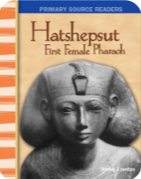 PRIMARY SOURCE READERS
Hatshepsut
First Female Pharaoh